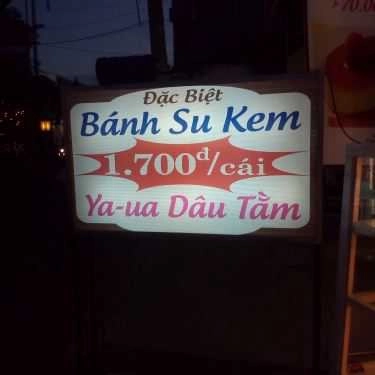 Đặc Biệt
Bánh Su Kem
1.700đ/cái
Ya-ua Dâu Tằm